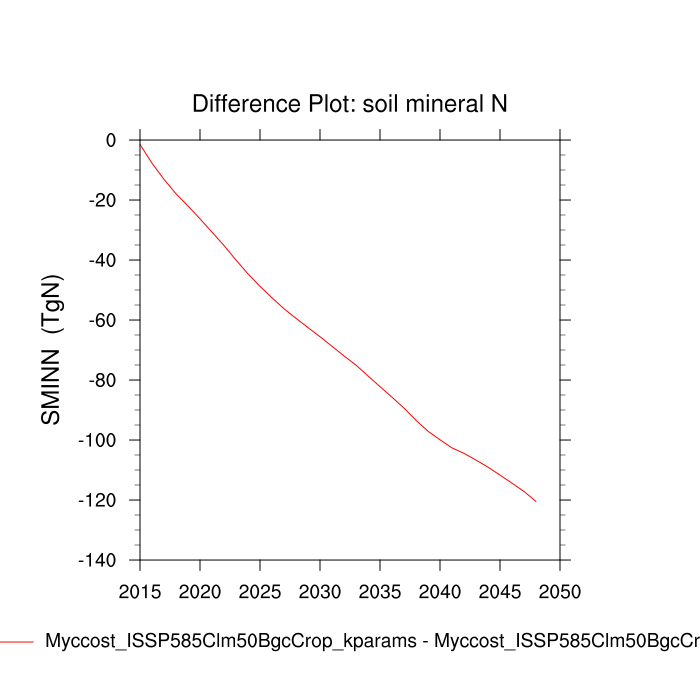 Difference Plot: soil mineral N
0
-20
-40
-60
-80
-100
-120
-140
SMINN (TgN)
2015 2020 2025 2030 2035 2040 2045 2050
Myccost_ISSP585Clm50BgcCrop_kparams - Myccost_ISSP585Clm50BgcCr